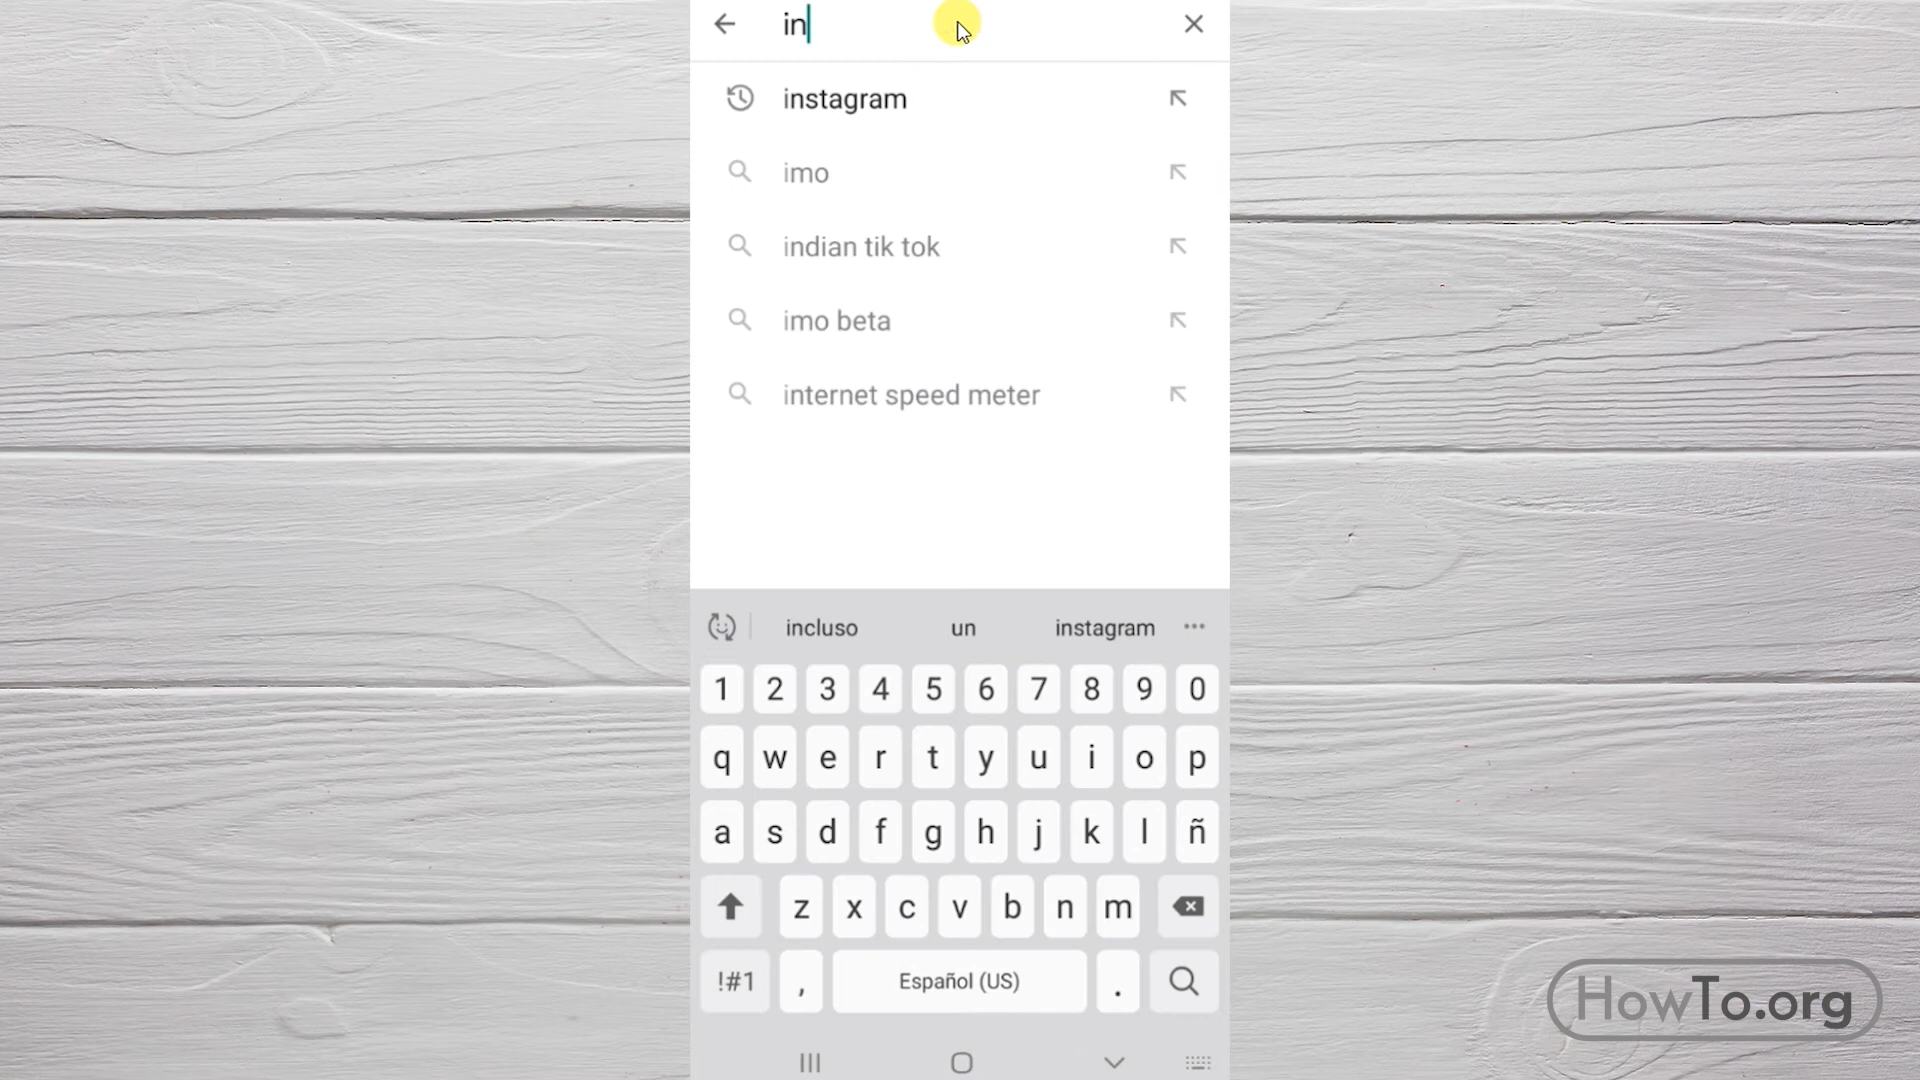 in
instagram
imo
indian tik tok
imo beta
internet speed meter
incluso un instagram
1 2 3 4 5 6 7 8 9 0
q w e r t y u i o p
a s d f g h j k l ñ
z x c v b n m
!#1 , Español (US) .
HowTo.org